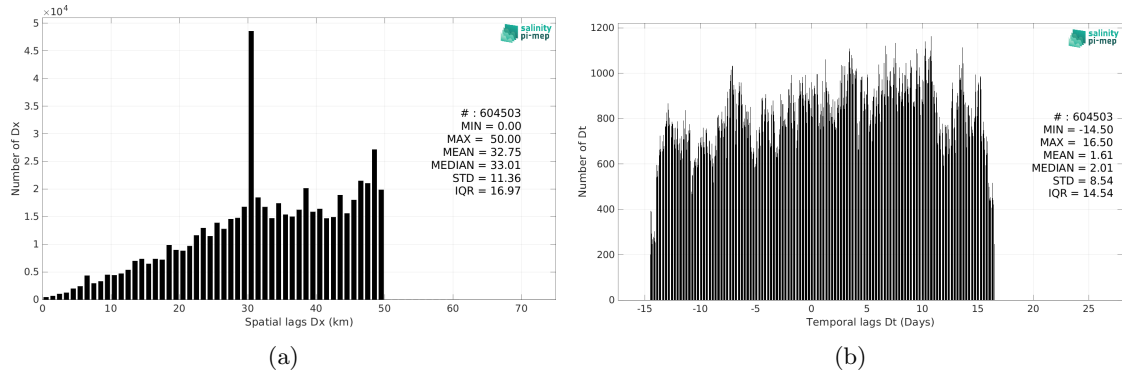 ×10⁴
5
4.5
4
3.5
3
2.5
2
1.5
1
0.5
0
Number of Dx
0 10 20 30 40 50 60 70
Spatial lags Dx (km)
salinity
pi-mep
# : 604503
MIN = 0.00
MAX = 50.00
MEAN = 32.75
MEDIAN = 33.01
STD = 11.36
IQR = 16.97
(a)
1200
1000
800
600
400
200
0
Number of Dt
-15 -10 -5 0 5 10 15 20 25
Temporal lags Dt (Days)
salinity
pi-mep
# : 604503
MIN = -14.50
MAX = 16.50
MEAN = 1.61
MEDIAN = 2.01
STD = 8.54
IQR = 14.54
(b)